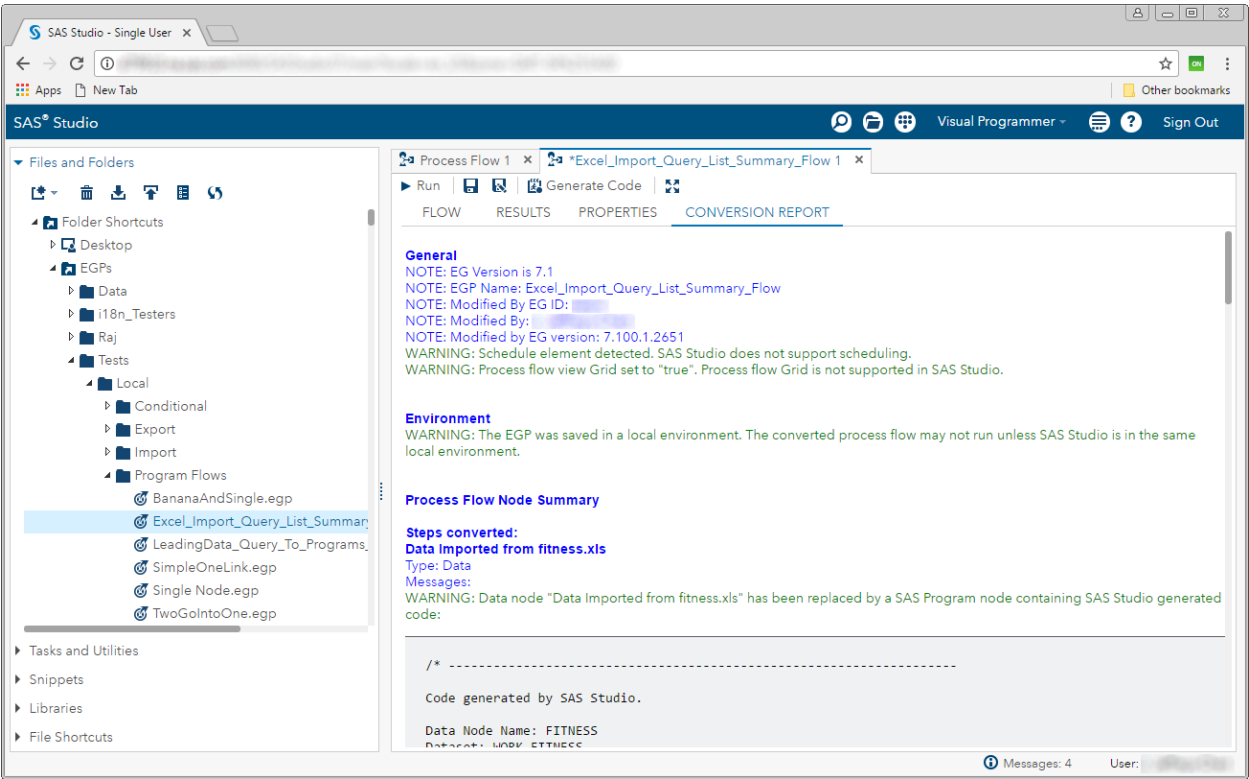 SAS Studio - Single User
Apps New Tab
ON
Other bookmarks
SAS® Studio
Visual Programmer
Sign Out
Files and Folders
Folder Shortcuts
Desktop
EGPs
Data
i18n_Testers
Raj
Tests
Local
Conditional
Export
Import
Program Flows
BananaAndSingle.egp
Excel_Import_Query_List_Summary
LeadingData_Query_To_Programs_
SimpleOneLink.egp
Single Node.egp
TwoGoIntoOne.egp
Tasks and Utilities
Snippets
Libraries
File Shortcuts
Process Flow 1 *Excel_Import_Query_List_Summary_Flow 1
Run Generate Code
FLOW RESULTS PROPERTIES CONVERSION REPORT
General
NOTE: EG Version is 7.1
NOTE: EGP Name: Excel_Import_Query_List_Summary_Flow
NOTE: Modified By EG ID:
NOTE: Modified By:
NOTE: Modified by EG version: 7.100.1.2651
WARNING: Schedule element detected. SAS Studio does not support scheduling.
WARNING: Process flow view Grid set to "true". Process flow Grid is not supported in SAS Studio.
Environment
WARNING: The EGP was saved in a local environment. The converted process flow may not run unless SAS Studio is in the same
local environment.
Process Flow Node Summary
Steps converted:
Data Imported from fitness.xls
Type: Data
Messages:
WARNING: Data node "Data Imported from fitness.xls" has been replaced by a SAS Program node containing SAS Studio generated
code:
/* --------------------------------------------------------------------
Code generated by SAS Studio.
Data Node Name: FITNESS
Dataset: WORK.FITNESS
Messages: 4 User: